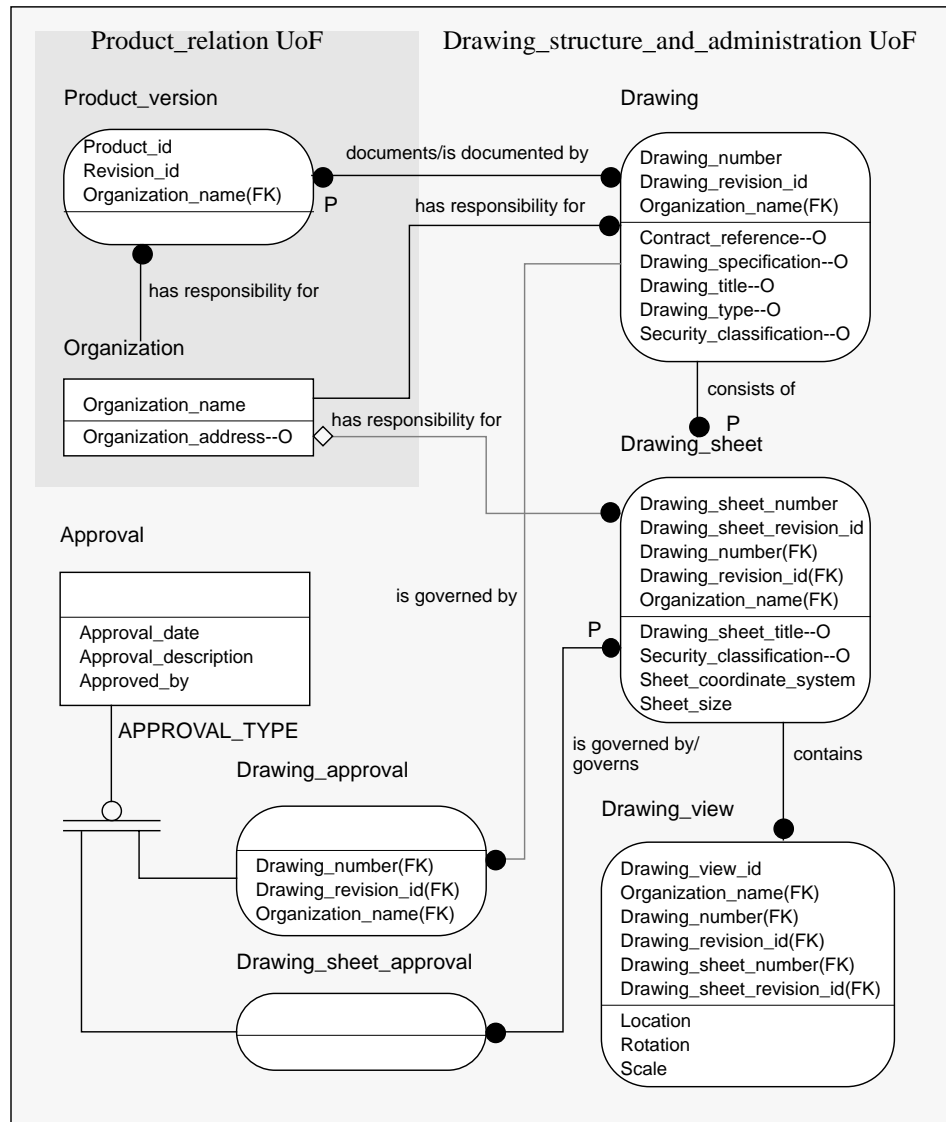 Product_relation UoF
Drawing_structure_and_administration UoF
Product_version
Product_id
Revision_id
Organization_name(FK)
documents/is documented by
P
has responsibility for
Drawing
Drawing_number
Drawing_revision_id
Organization_name(FK)
Contract_reference--O
Drawing_specification--O
Drawing_title--O
Drawing_type--O
Security_classification--O
has responsibility for
Organization
Organization_name
Organization_address--O
has responsibility for
consists of
P
Drawing_sheet
Drawing_sheet_number
Drawing_sheet_revision_id
Drawing_number(FK)
Drawing_revision_id(FK)
Organization_name(FK)
Drawing_sheet_title--O
Security_classification--O
Sheet_coordinate_system
Sheet_size
Approval
Approval_date
Approval_description
Approved_by
is governed by
P
APPROVAL_TYPE
is governed by/
governs
contains
Drawing_approval
Drawing_number(FK)
Drawing_revision_id(FK)
Organization_name(FK)
Drawing_sheet_approval
Drawing_view
Drawing_view_id
Organization_name(FK)
Drawing_number(FK)
Drawing_revision_id(FK)
Drawing_sheet_number(FK)
Drawing_sheet_revision_id(FK)
Location
Rotation
Scale